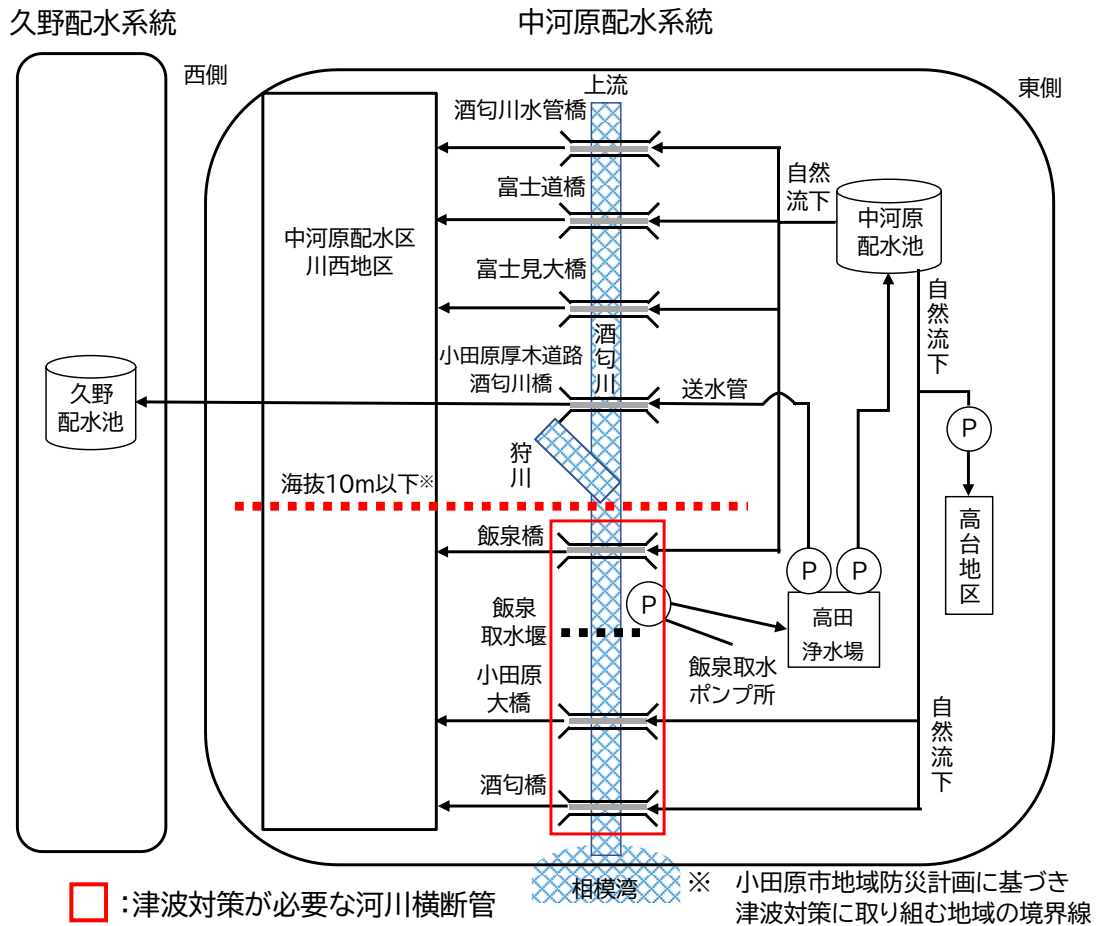 久野配水系統
中河原配水系統
西側
東側
上流
酒匂川水管橋
富士道橋
富士見大橋
中河原配水区
川西地区
自然
流下
中河原
配水池
自然流下
酒匂川
小田原厚木道路
酒匂川橋
送水管
久野
配水池
P
狩川
海抜10m以下※
高台地区
飯泉橋
P
P
P
飯泉
取水堰
高田
浄水場
飯泉取水
ポンプ所
小田原
大橋
自然流下
酒匂橋
相模湾
:津波対策が必要な河川横断管
※ 小田原市地域防災計画に基づき
津波対策に取り組む地域の境界線